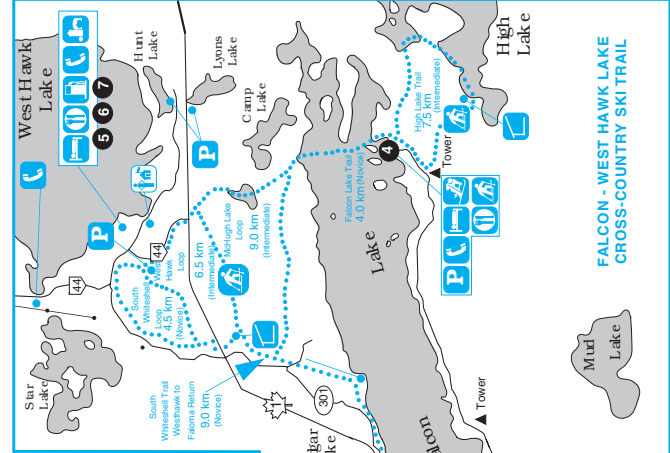 West Hawk
Lake
Hunt
Lake
Lyons
Lake
Camp
Lake
High
Lake
5 6 7
P
P
44
44
Star
Lake
South
Whiteshell
Loop
4.5 km
(Novice)
West
Hawk
Loop
6.5 km
(Intermediate)
McHugh Lake
Loop
9.0 km
(Intermediate)
Falcon Lake Trail
4.0 km (Novice)
High Lake Trail
7.5 km
(Intermediate)
4
Tower
P
Lake
South
Whiteshell Trail
Westhawk to
Faloma Return
9.0 km
(Novice)
1
301
gar
ke
lcon
Tower
Mud
Lake
FALCON - WEST HAWK LAKE
CROSS-COUNTRY SKI TRAIL